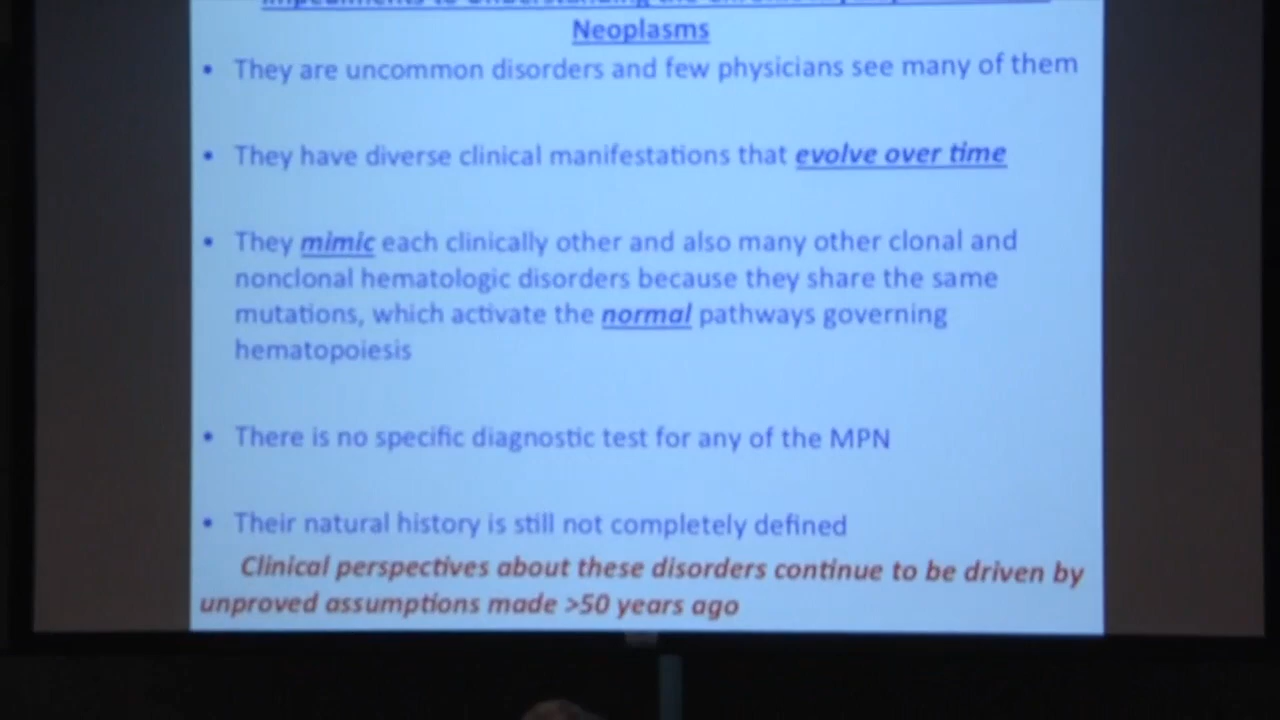 Neoplasms
• They are uncommon disorders and few physicians see many of them
• They have diverse clinical manifestations that evolve over time
• They mimic each clinically other and also many other clonal and
nonclonal hematologic disorders because they share the same
mutations, which activate the normal pathways governing
hematopoiesis
• There is no specific diagnostic test for any of the MPN
• Their natural history is still not completely defined
Clinical perspectives about these disorders continue to be driven by
unproved assumptions made >50 years ago